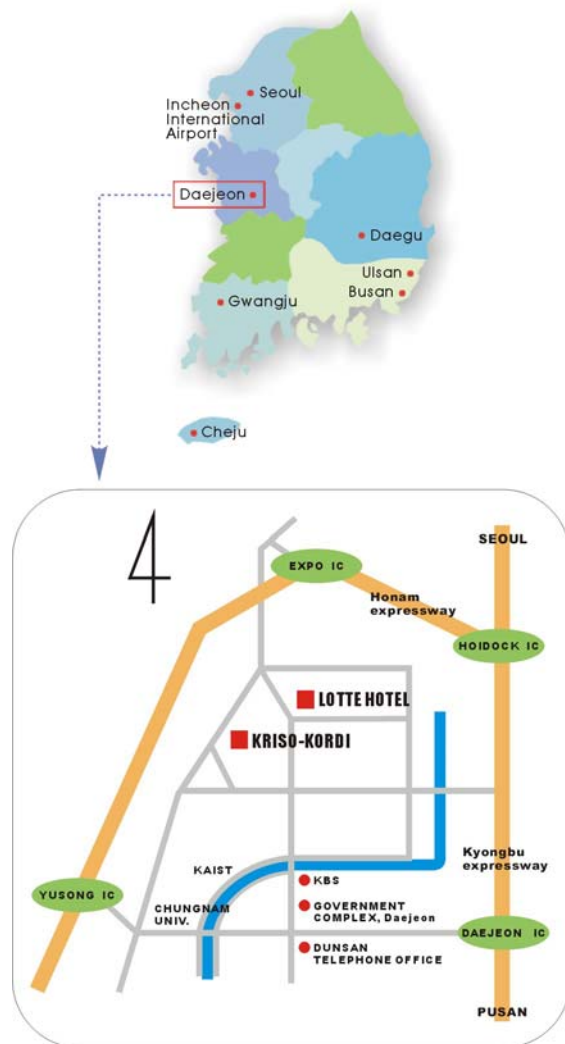 Seoul
Incheon
International
Airport
Daejeon
Daegu
Ulsan
Busan
Gwangju
Cheju
SEOUL
EXPO IC
Honam
expressway
HOIDOCK IC
LOTTE HOTEL
KRISO-KORDI
Kyongbu
expressway
KAIST
KBS
YUSONG IC
CHUNGNAM
UNIV.
GOVERNMENT
COMPLEX, Daejeon
DAEJEON IC
DUNSAN
TELEPHONE OFFICE
PUSAN